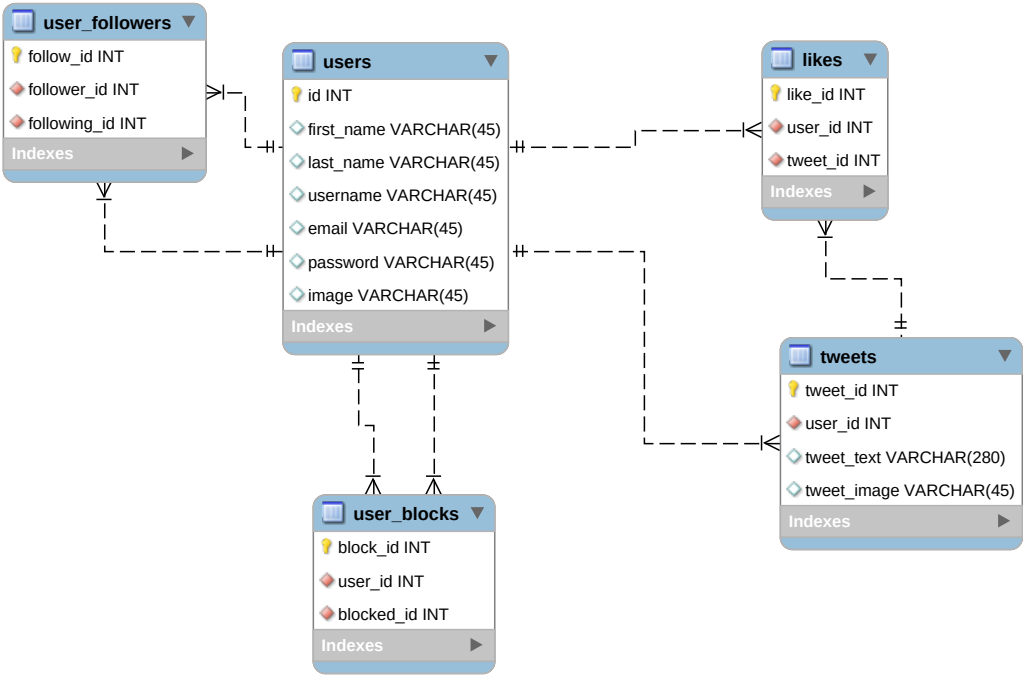 user_followers
follow_id INT
follower_id INT
following_id INT
Indexes
users
id INT
first_name VARCHAR(45)
last_name VARCHAR(45)
username VARCHAR(45)
email VARCHAR(45)
password VARCHAR(45)
image VARCHAR(45)
Indexes
likes
like_id INT
user_id INT
tweet_id INT
Indexes
tweets
tweet_id INT
user_id INT
tweet_text VARCHAR(280)
tweet_image VARCHAR(45)
Indexes
user_blocks
block_id INT
user_id INT
blocked_id INT
Indexes